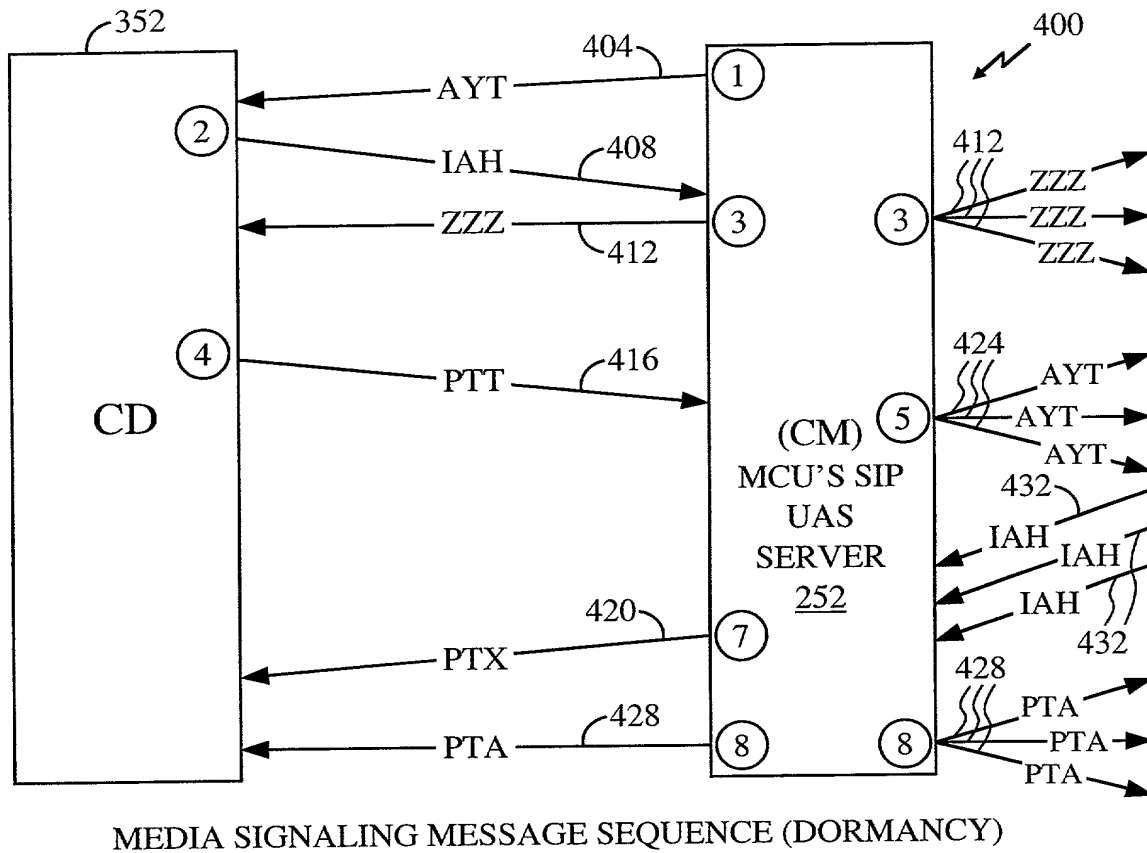 352
404
1
400
AYT
2
IAH
408
412
ZZZ
ZZZ
ZZZ
ZZZ
3
3
412
4
PTT
416
424
AYT
AYT
AYT
5
CD
(CM)
MCU'S SIP
UAS
SERVER
252
432
IAH
IAH
IAH
432
420
7
PTX
428
PTA
PTA
PTA
428
PTA
8
8
MEDIA SIGNALING MESSAGE SEQUENCE (DORMANCY)